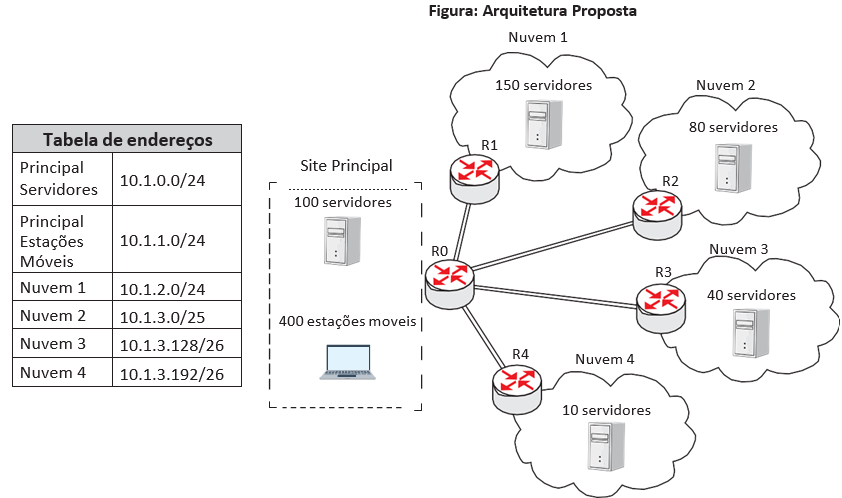 Figura: Arquitetura Proposta
Tabela de endereços
Principal
Servidores
10.1.0.0/24
Principal
Estações
Móveis
10.1.1.0/24
Nuvem 1
10.1.2.0/24
Nuvem 2
10.1.3.0/25
Nuvem 3
10.1.3.128/26
Nuvem 4
10.1.3.192/26
Site Principal
100 servidores
400 estações moveis
R0
Nuvem 1
150 servidores
R1
Nuvem 2
80 servidores
R2
Nuvem 3
R3
40 servidores
R4
Nuvem 4
10 servidores